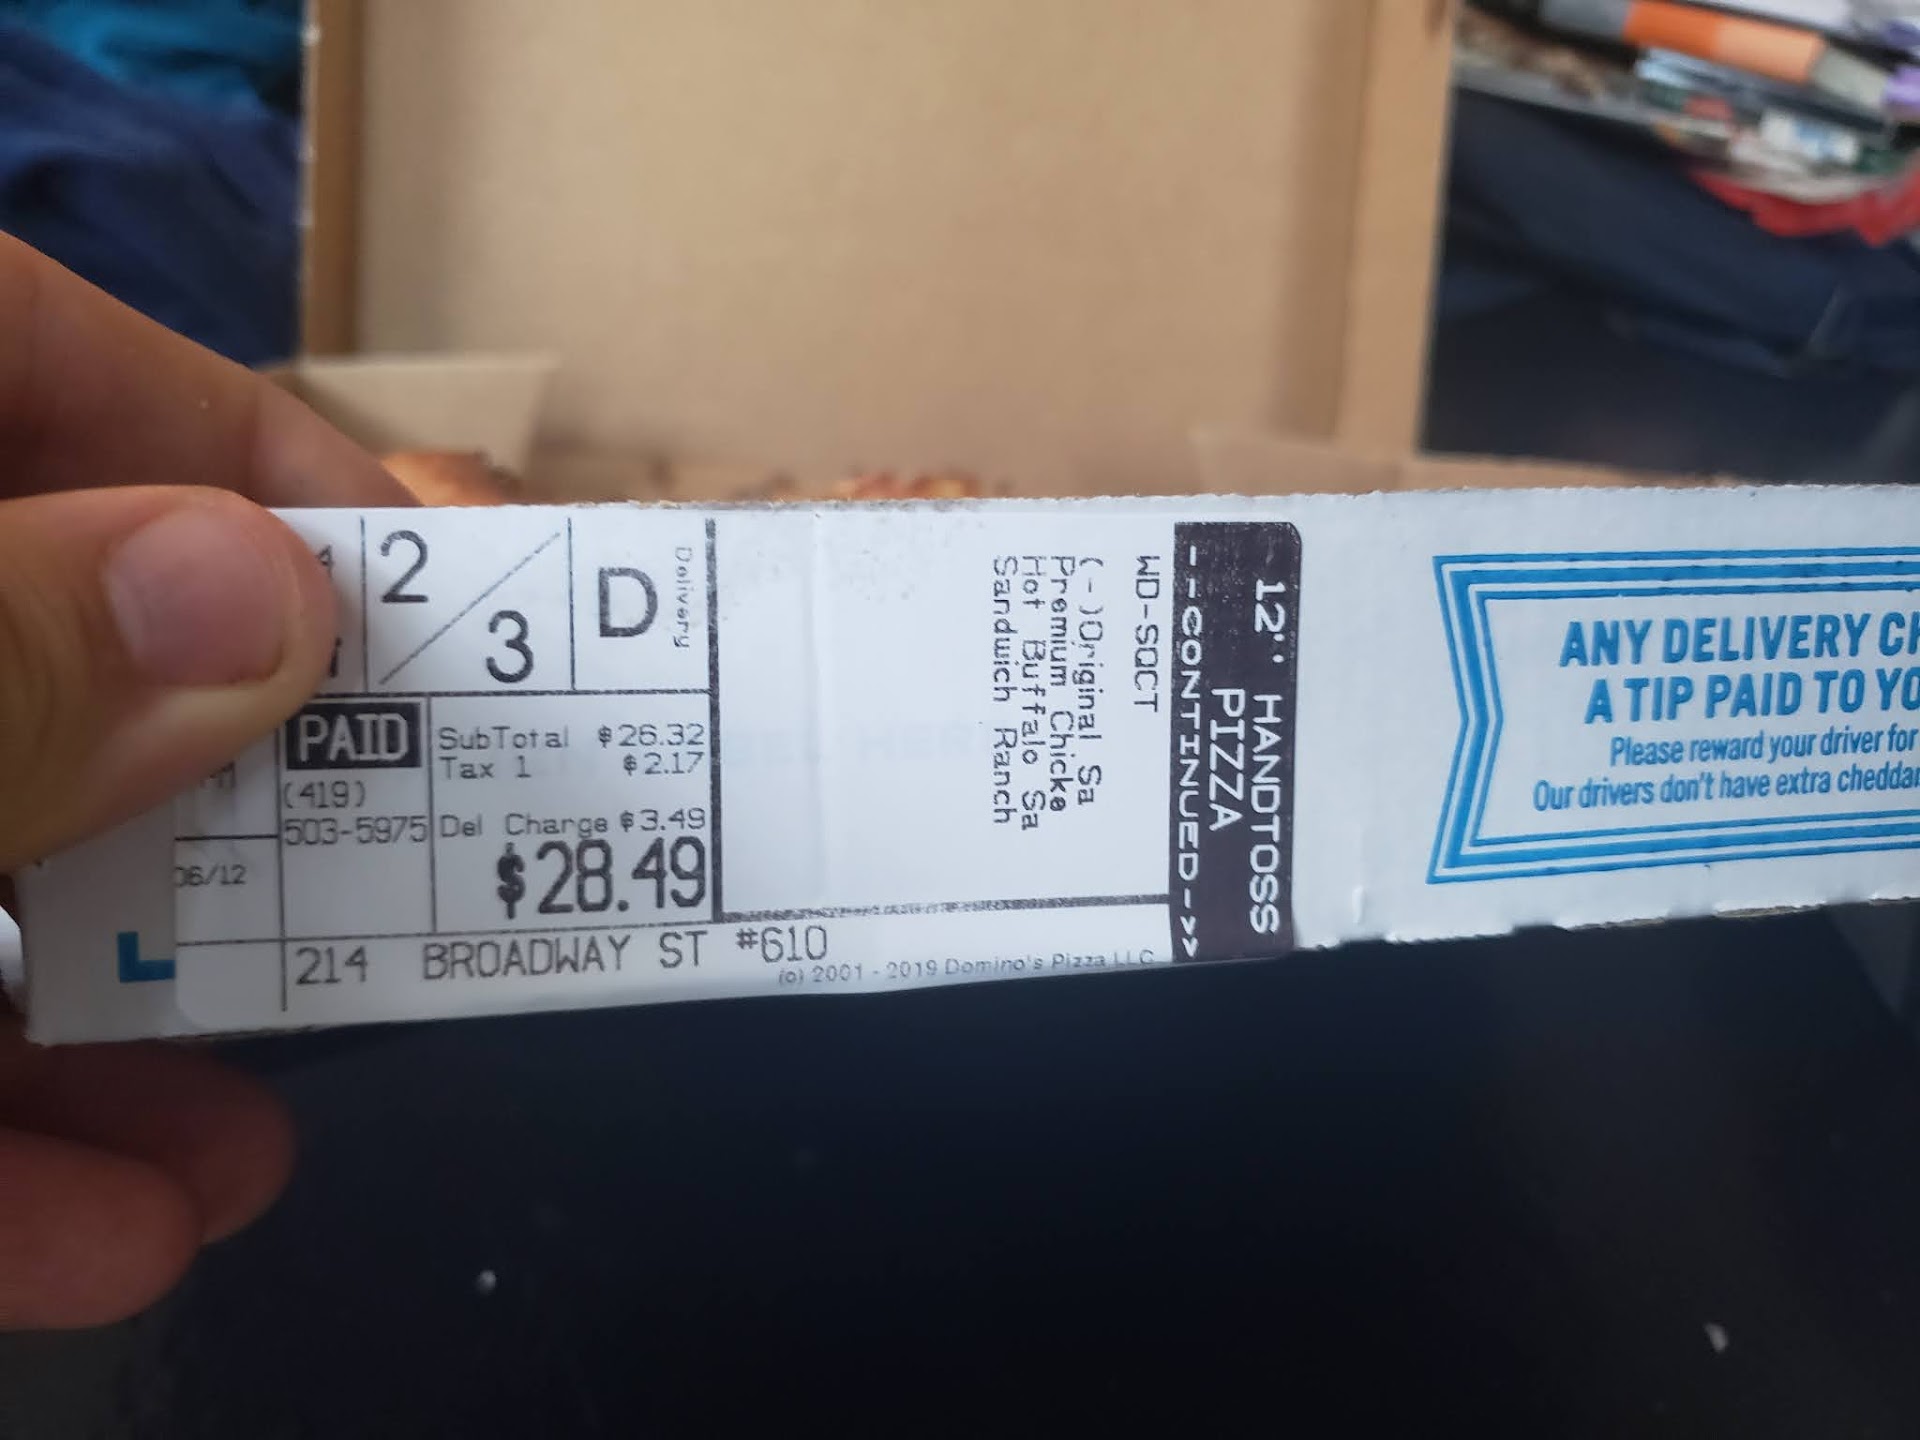 2/3
D
Delivery
PAID
(419)
503-5975
06/12
SubTotal $26.32
Tax 1 $2.17
Del Charge $3.49
$28.49
214 BROADWAY ST #610
(c) 2001-2019 Domino's Pizza LLC
12" HANDTOSS
PIZZA
--CONTINUED->>
WD-SQCT
(-)Original Sa
Premium Chicke
Hot Buffalo Sa
Sandwich Ranch
ANY DELIVERY CH
A TIP PAID TO YO
Please reward your driver for
Our drivers don't have extra cheddar